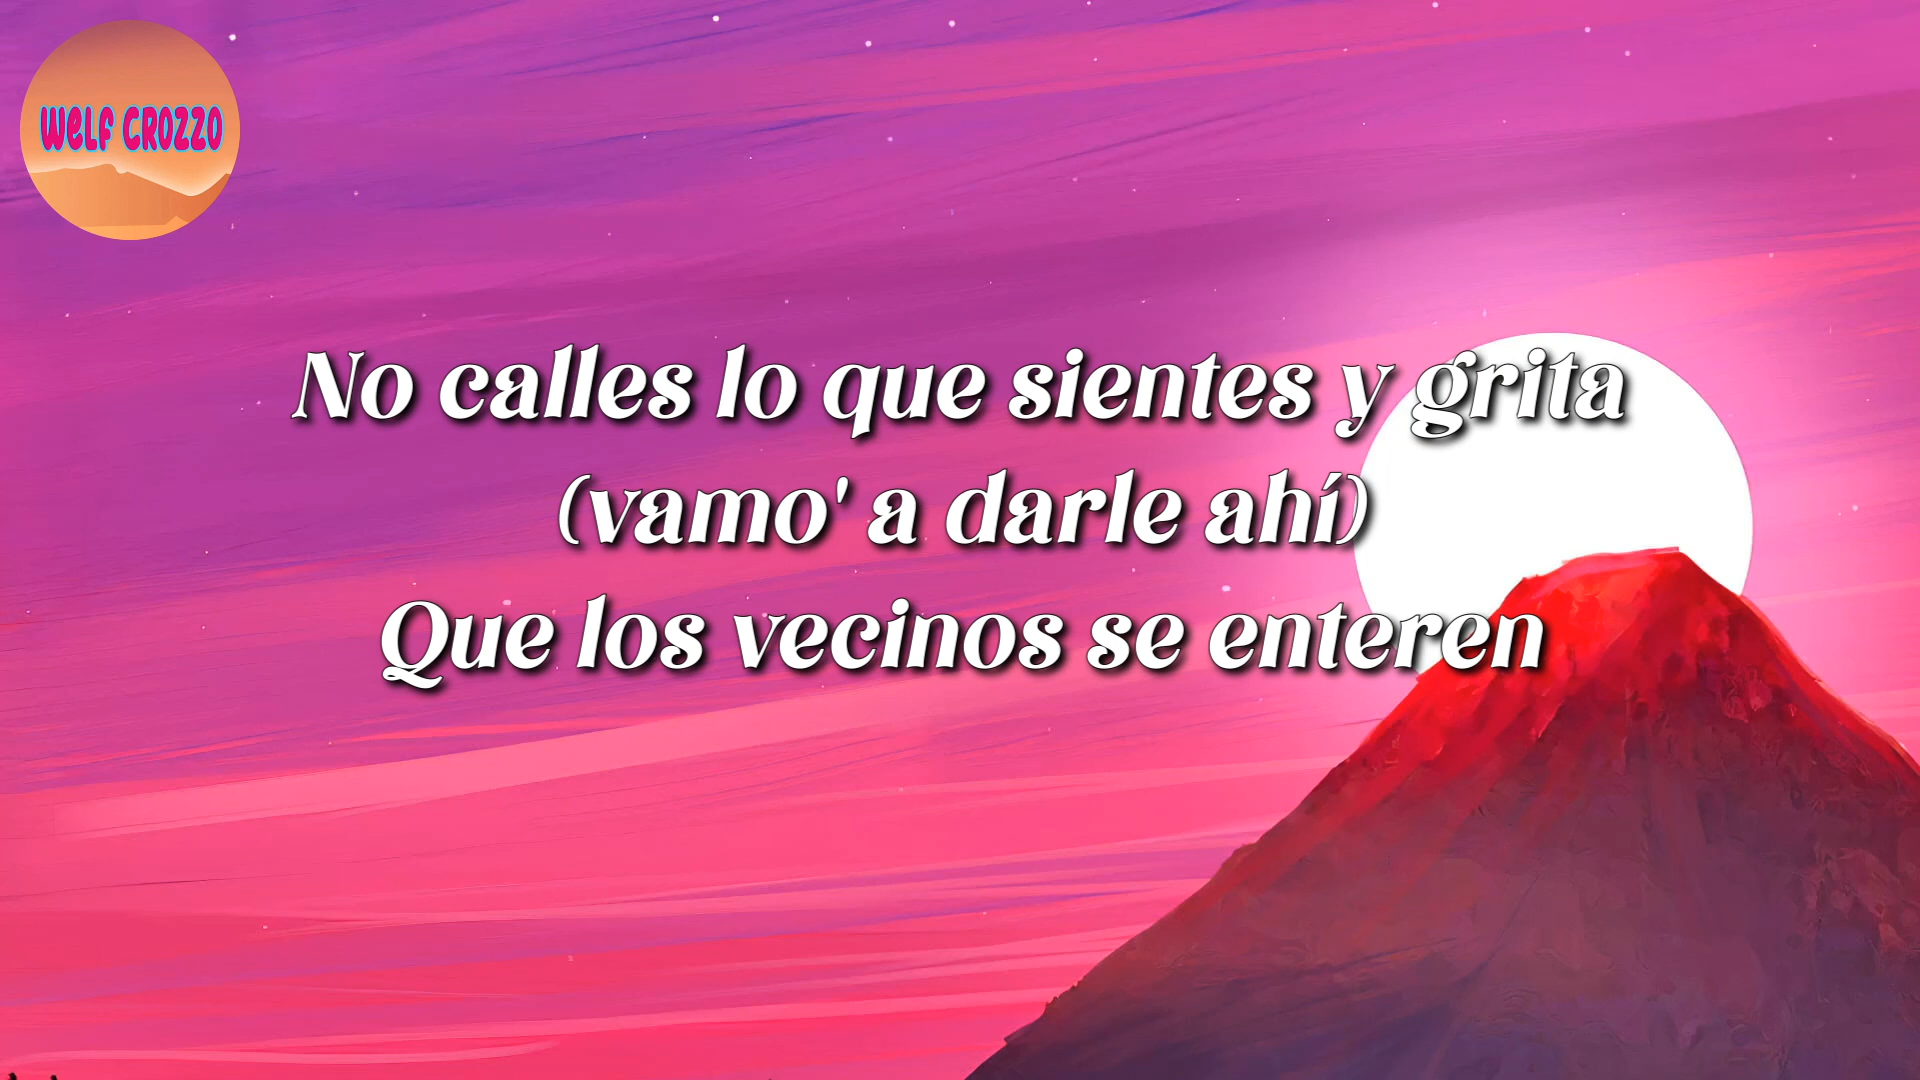 Welf Crozzo
No calles lo que sientes y grita
(vamo' a darle ahí)
Que los vecinos se enteren